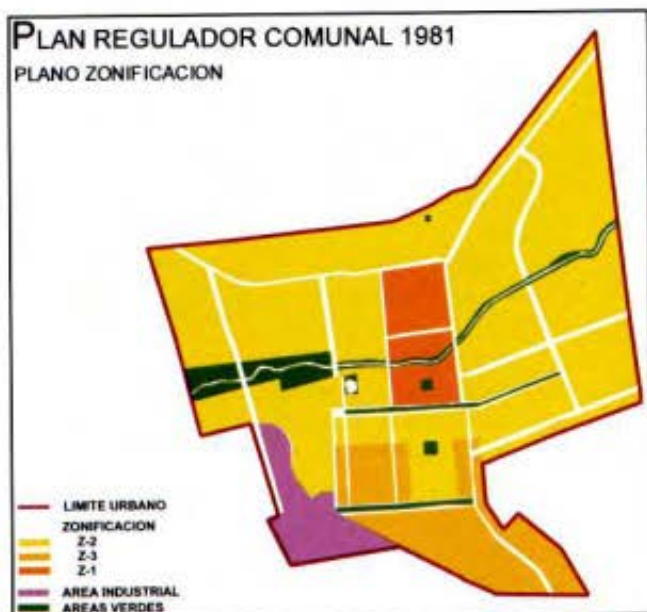 PLAN REGULADOR COMUNAL 1981
PLANO ZONIFICACION
LIMITE URBANO
ZONIFICACION
Z-2
Z-3
Z-1
AREA INDUSTRIAL
AREAS VERDES